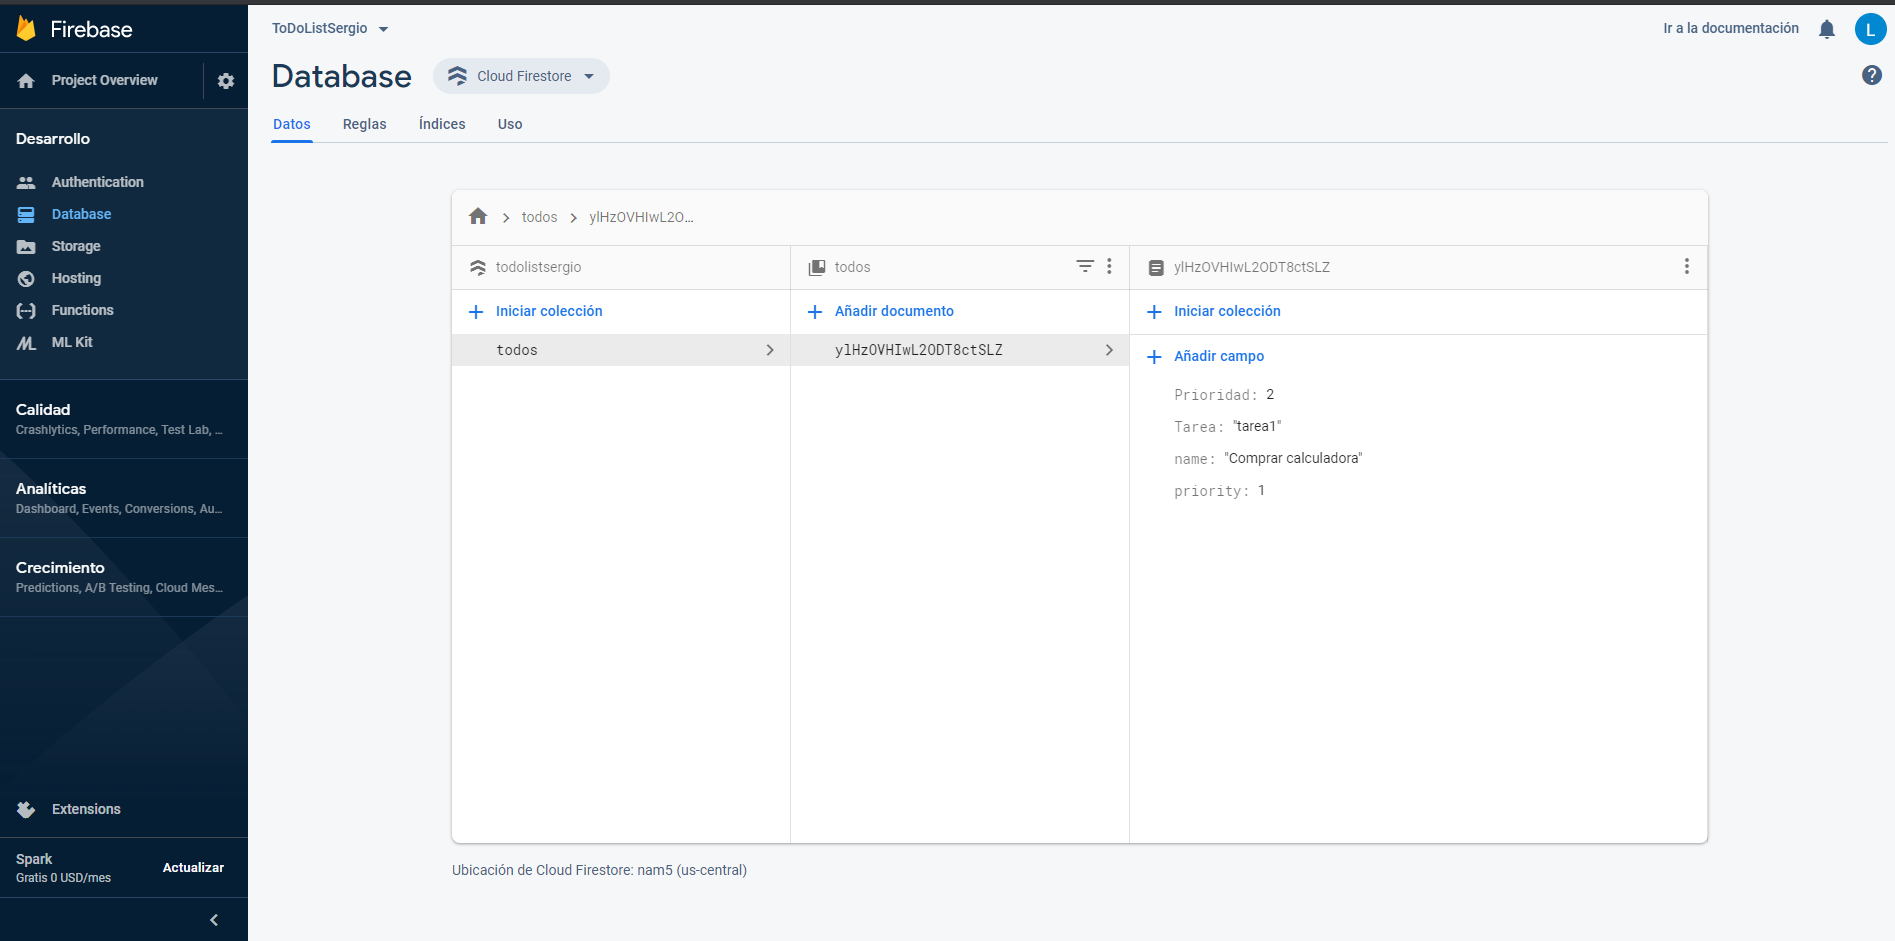 Firebase
Project Overview
Desarrollo
Authentication
Database
Storage
Hosting
Functions
ML Kit
Calidad
Crashlytics, Performance, Test Lab, ...
Analíticas
Dashboard, Events, Conversions, Au...
Crecimiento
Predictions, A/B Testing, Cloud Mes...
Extensions
Spark
Gratis 0 USD/mes
Actualizar
ToDoListSergio
Ir a la documentación
L
Database
Cloud Firestore
Datos Reglas Índices Uso
todos ylHzOVHIwL2O...
todolistsergio
Iniciar colección
todos
todos
Añadir documento
ylHzOVHIwL2ODT8ctSLZ
ylHzOVHIwL2ODT8ctSLZ
Iniciar colección
Añadir campo
Prioridad: 2
Tarea: "tarea1"
name: "Comprar calculadora"
priority: 1
Ubicación de Cloud Firestore: nam5 (us-central)